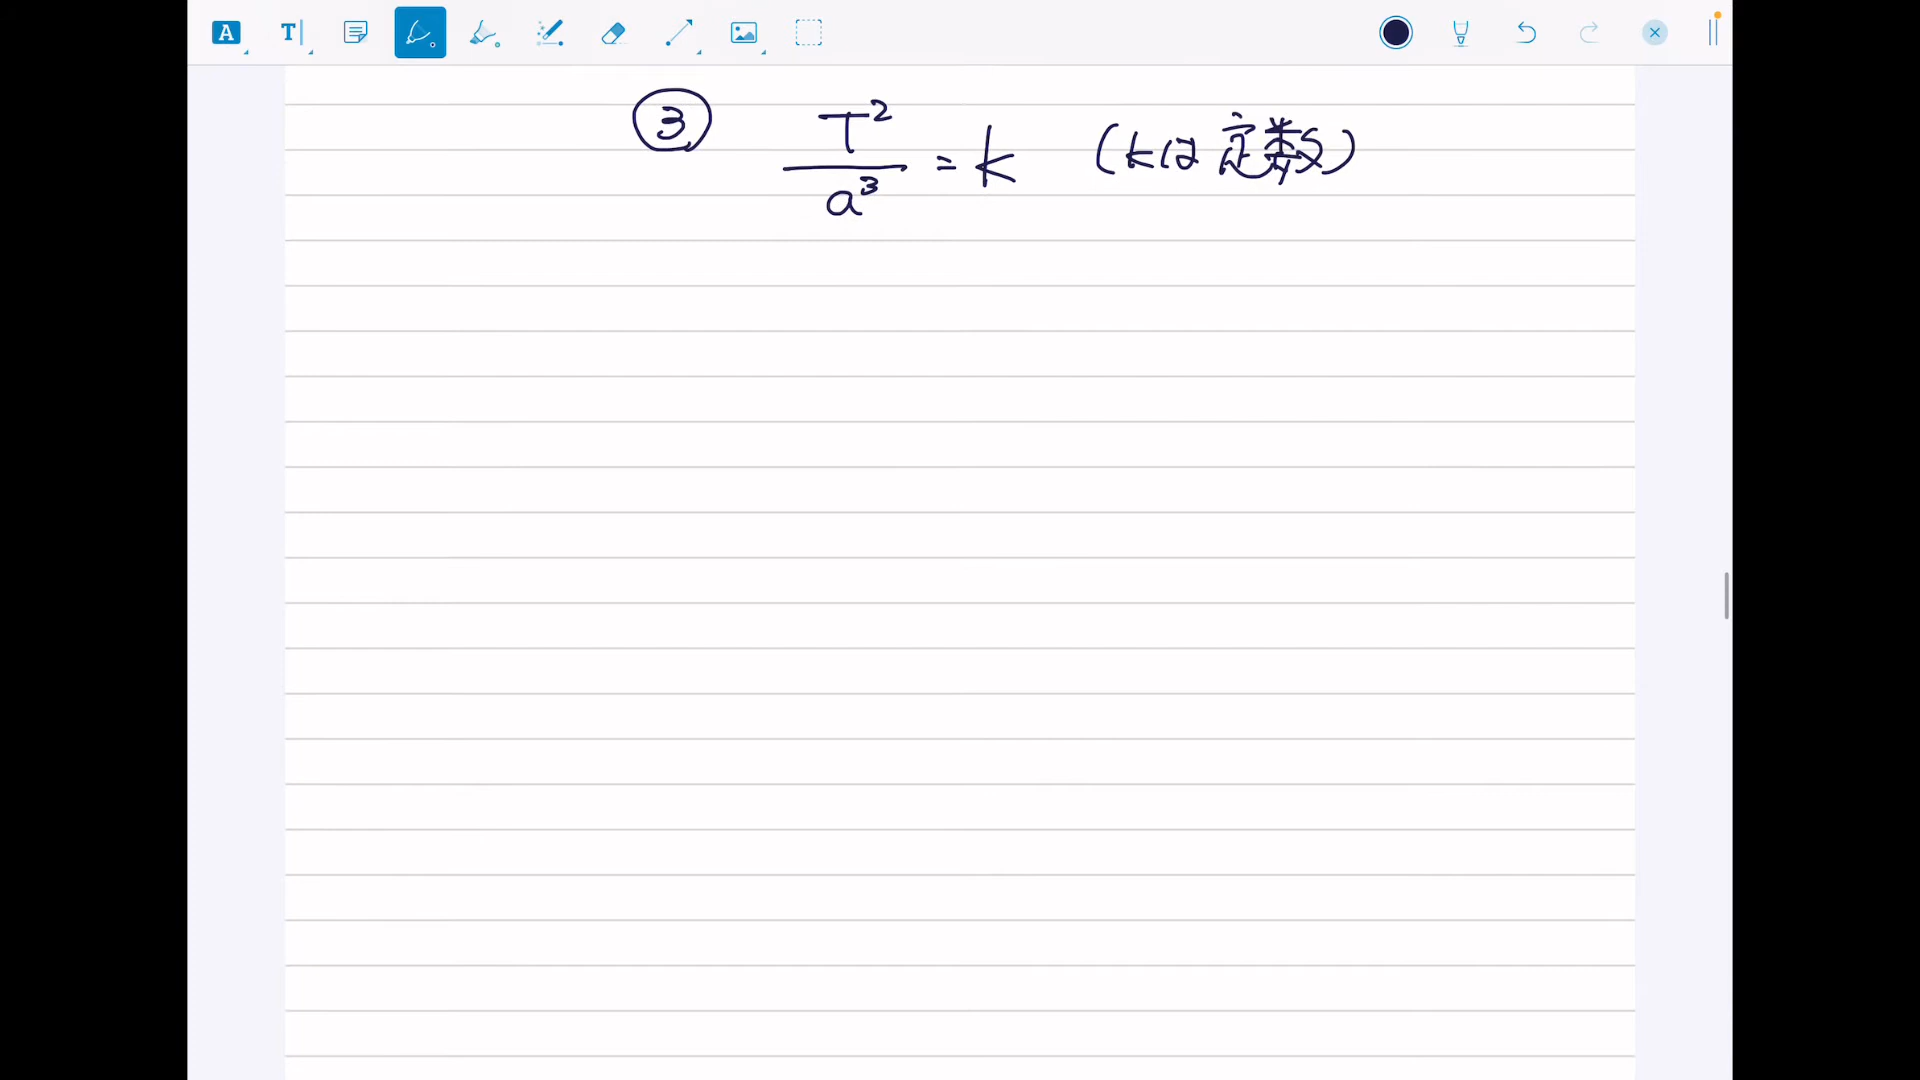 ③ T²/a³ = k (kは定数)